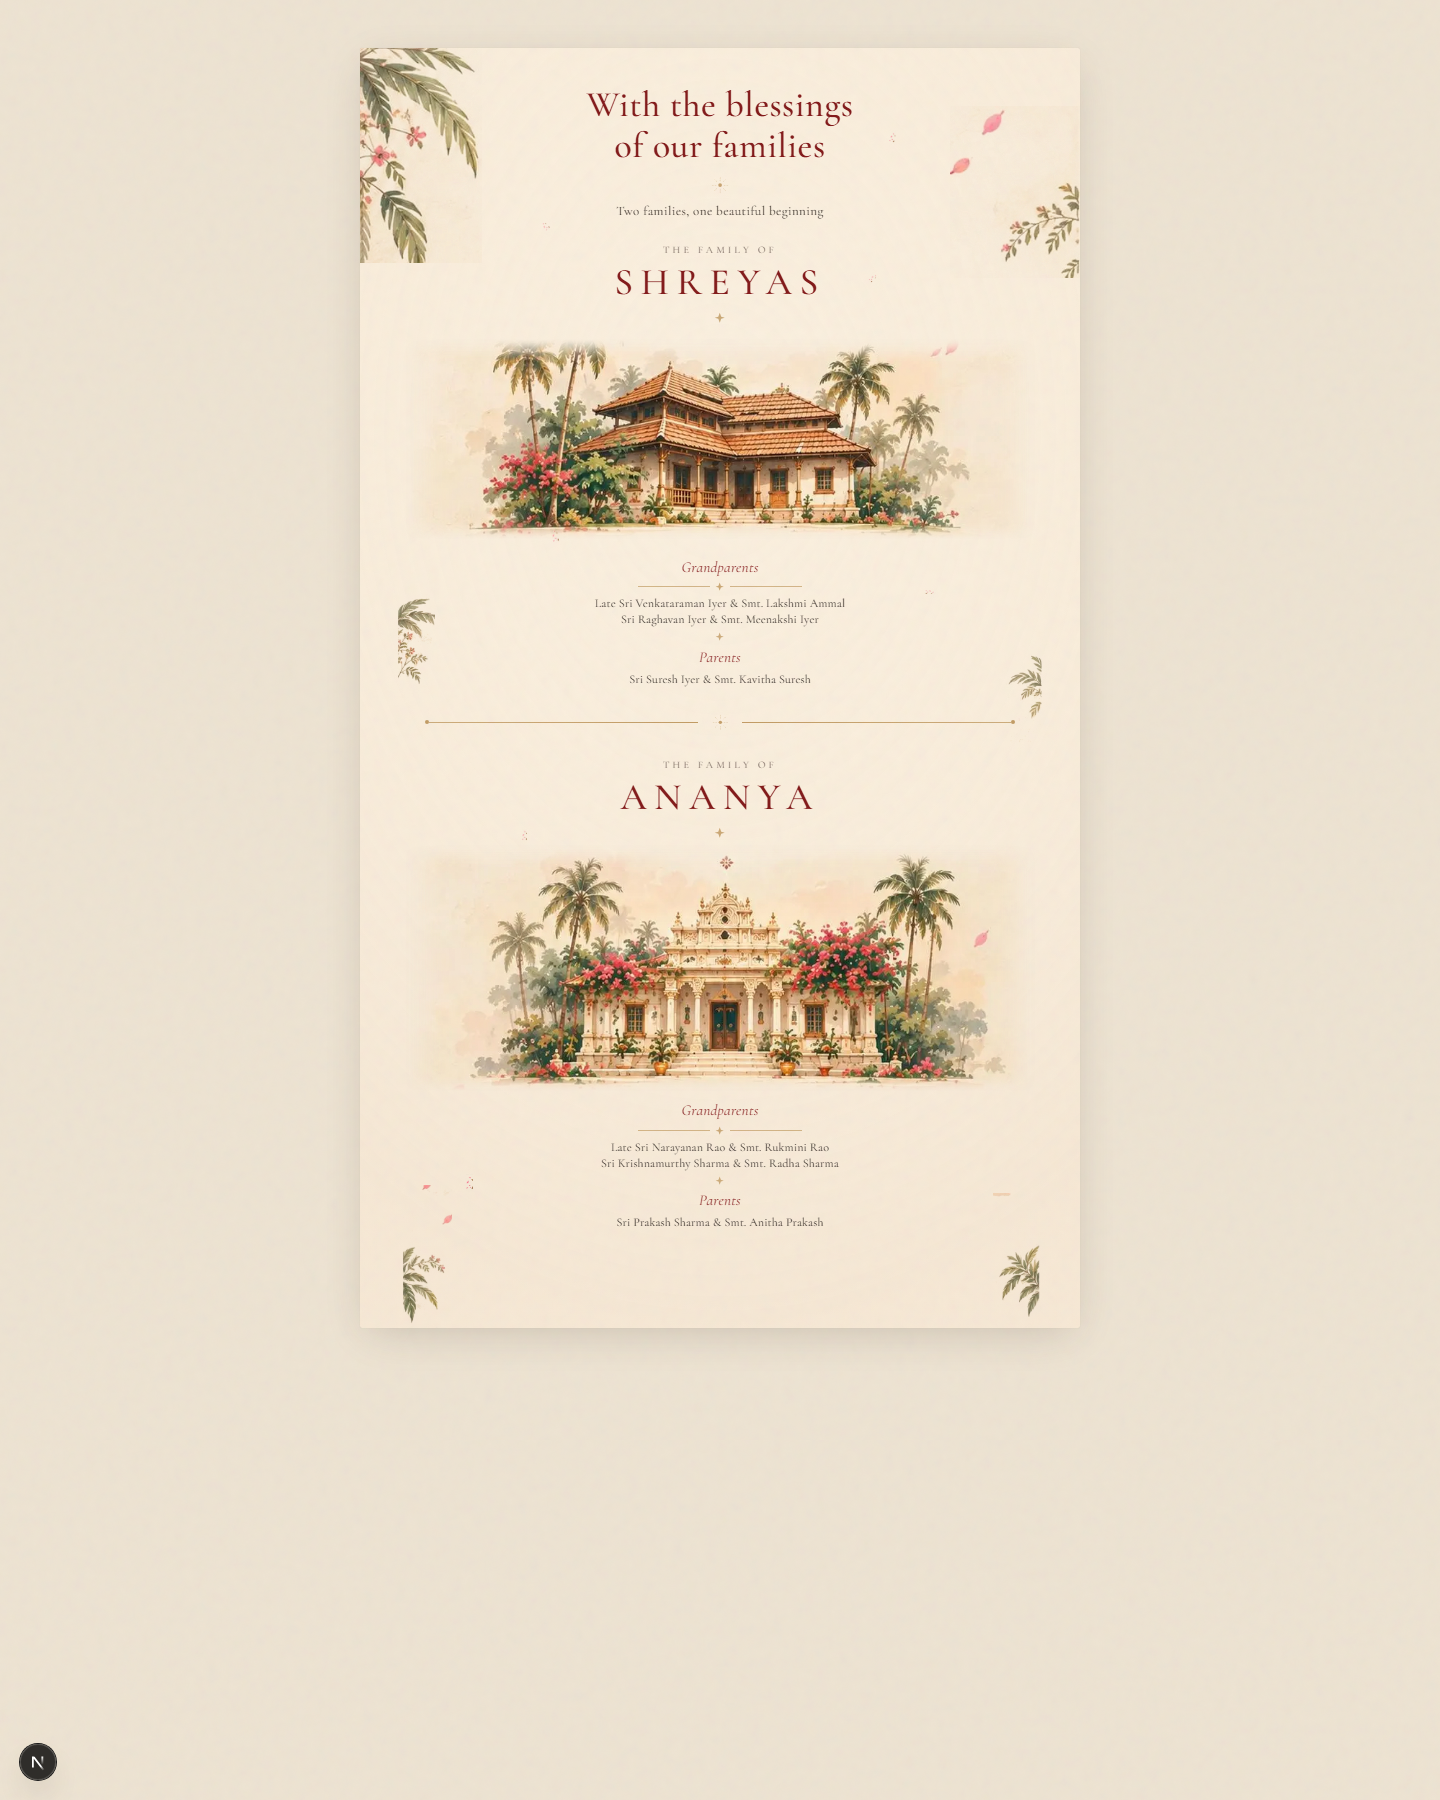 With the blessings
of our families
Two families, one beautiful beginning
THE FAMILY OF
SHREYAS
Grandparents
Late Sri Venkataraman Iyer & Smt. Lakshmi Ammal
Sri Raghavan Iyer & Smt. Meenakshi Iyer
Parents
Sri Suresh Iyer & Smt. Kavitha Suresh
THE FAMILY OF
ANANYA
Grandparents
Late Sri Narayanan Rao & Smt. Rukmini Rao
Sri Krishnamurthy Sharma & Smt. Radha Sharma
Parents
Sri Prakash Sharma & Smt. Anitha Prakash
N